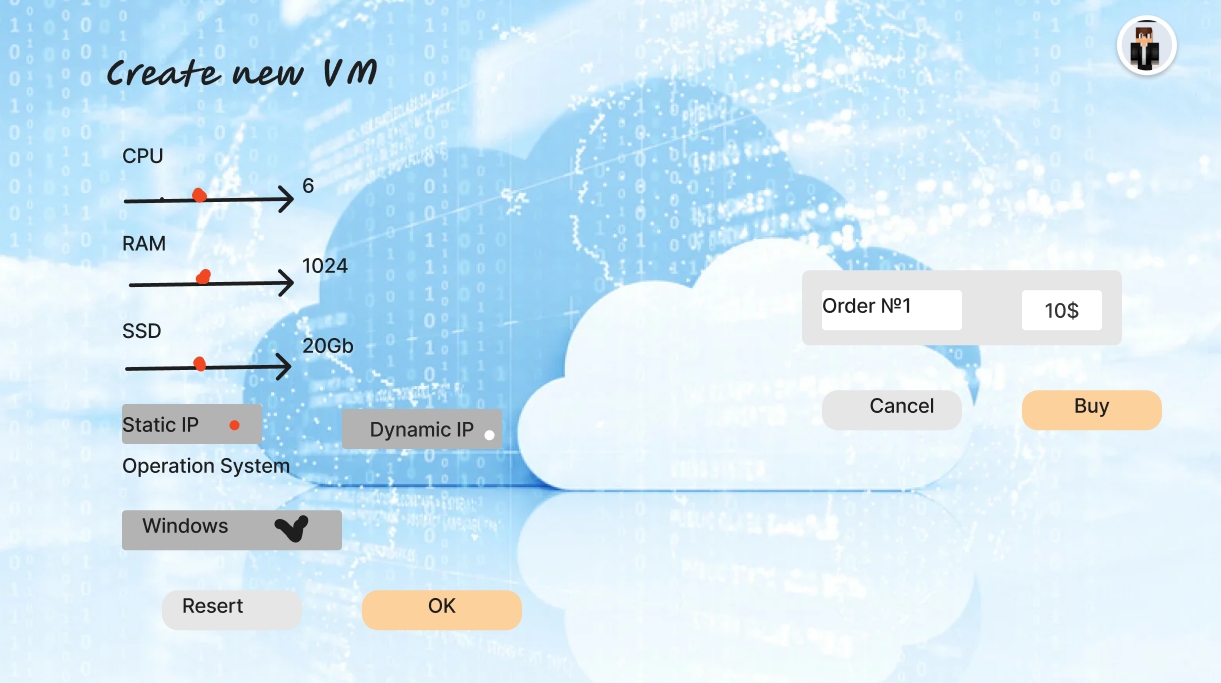 Create new VM
CPU
6
RAM
1024
SSD
20Gb
Static IP
Dynamic IP
Operation System
Windows
Resert
OK
Order №1
10$
Cancel
Buy